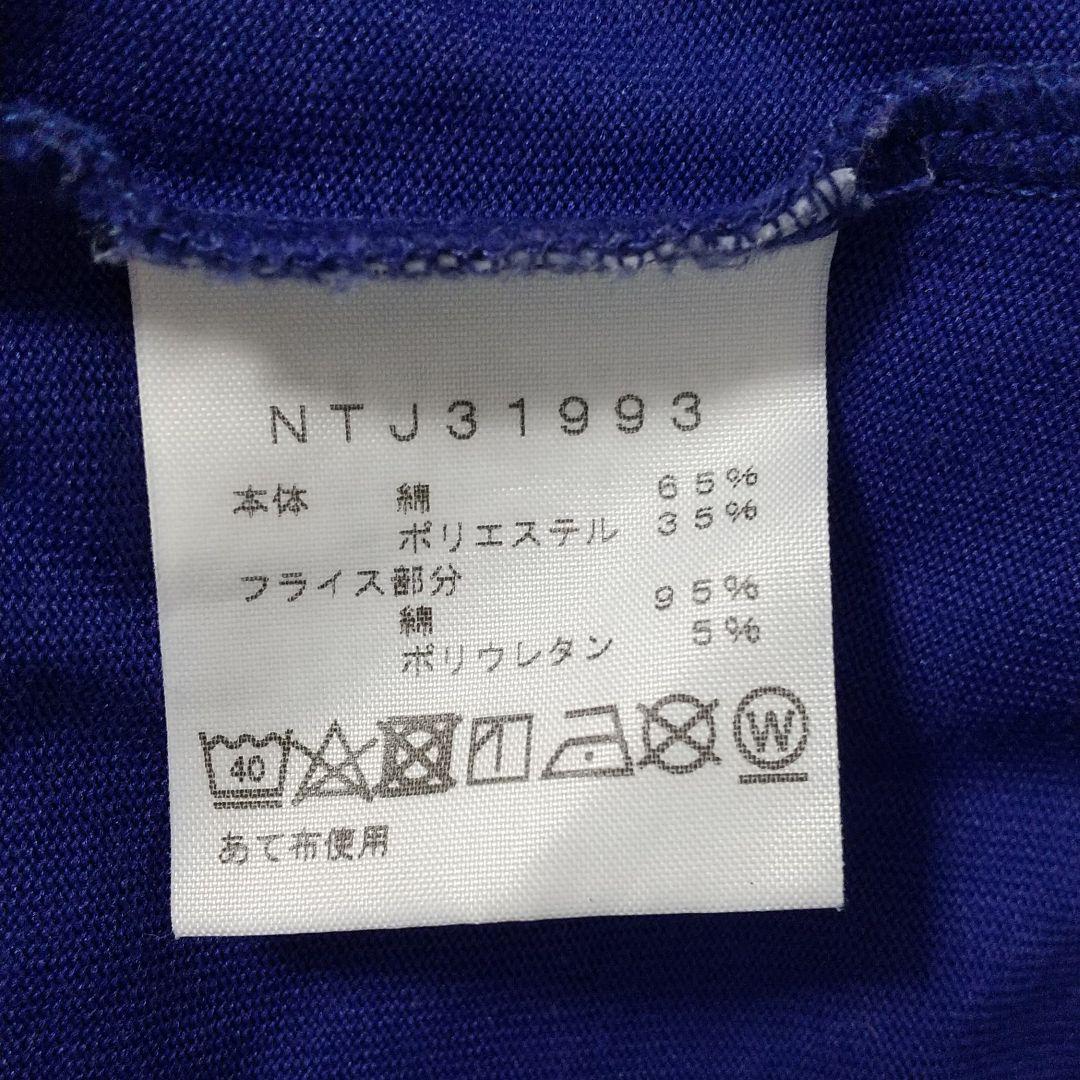 NTJ31993
本体 綿 65%
ポリエステル 35%
フライス部分
綿 95%
ポリウレタン 5%
40 W
あて布使用